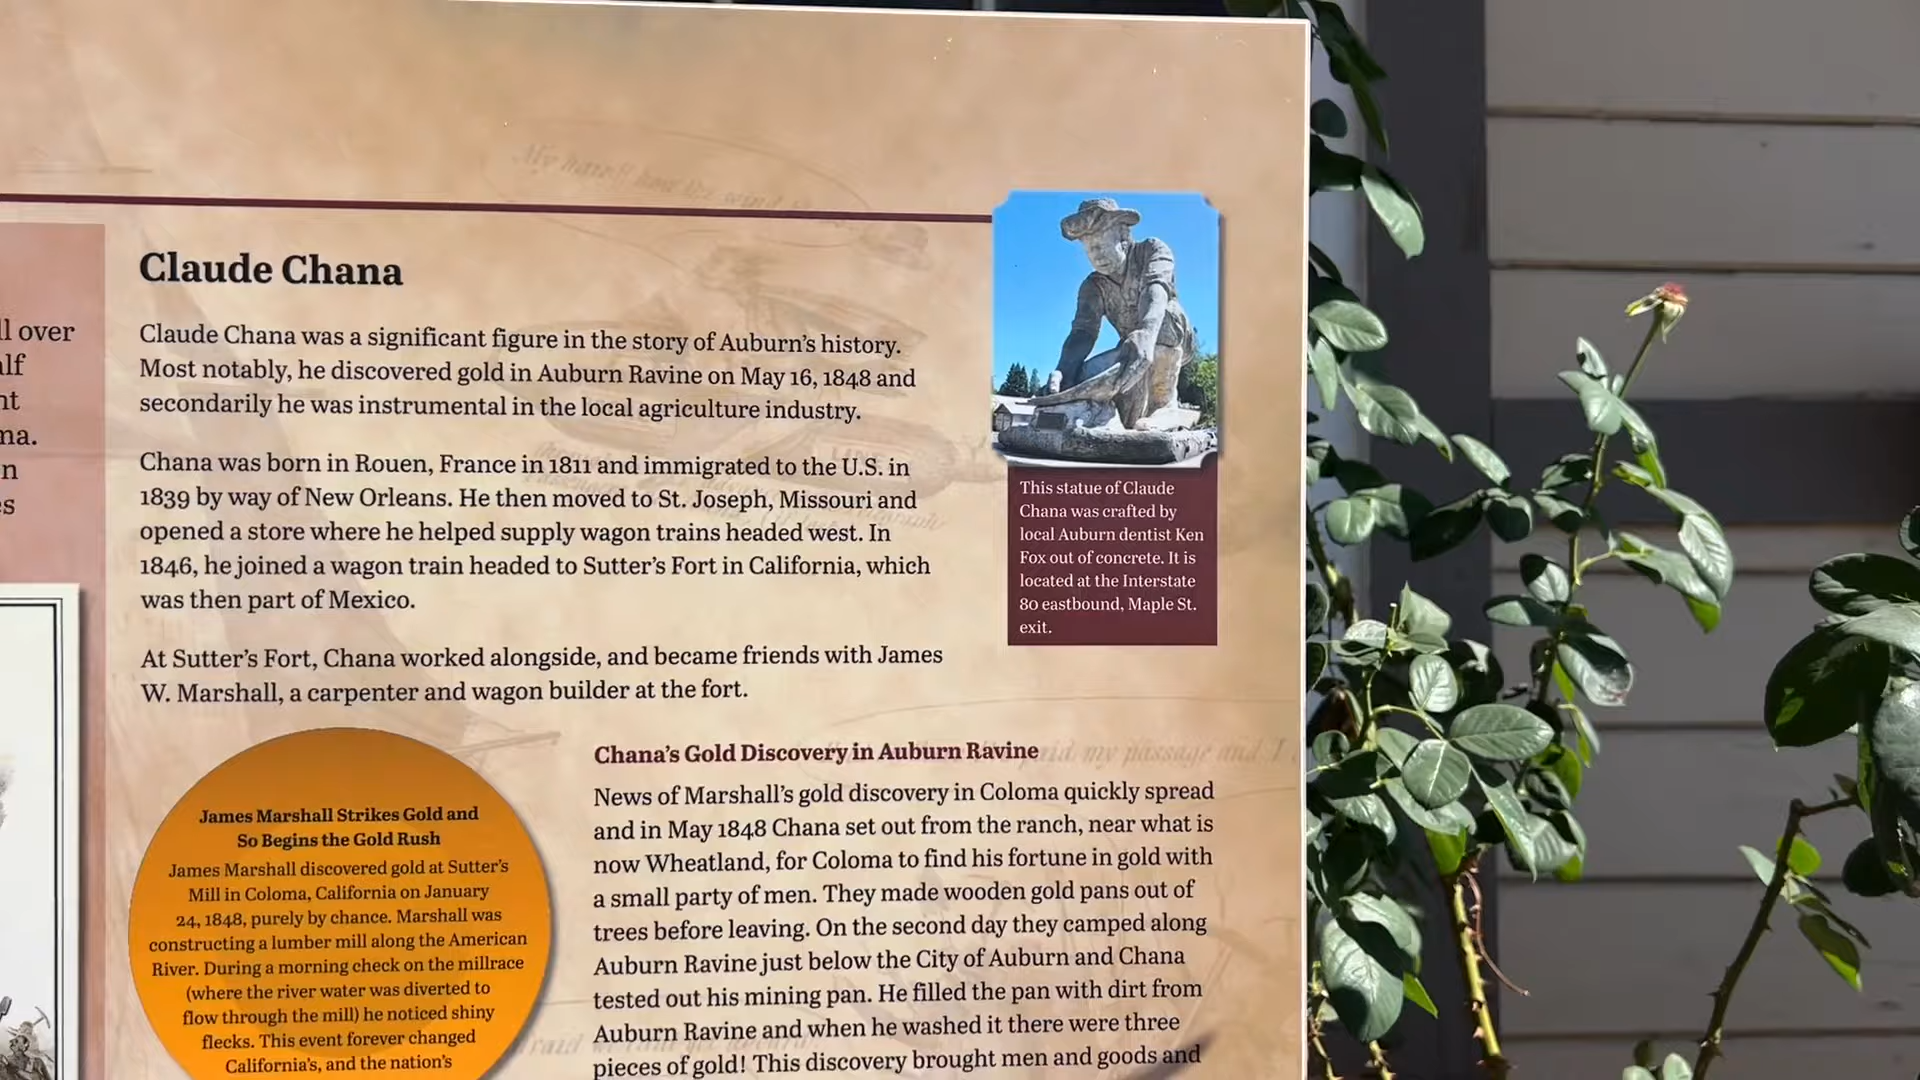 ll over
alf
nt
ma.
n
es
Claude Chana
Claude Chana was a significant figure in the story of Auburn's history.
Most notably, he discovered gold in Auburn Ravine on May 16, 1848 and
secondarily he was instrumental in the local agriculture industry.
Chana was born in Rouen, France in 1811 and immigrated to the U.S. in
1839 by way of New Orleans. He then moved to St. Joseph, Missouri and
opened a store where he helped supply wagon trains headed west. In
1846, he joined a wagon train headed to Sutter's Fort in California, which
was then part of Mexico.
At Sutter's Fort, Chana worked alongside, and became friends with James
W. Marshall, a carpenter and wagon builder at the fort.
This statue of Claude
Chana was crafted by
local Auburn dentist Ken
Fox out of concrete. It is
located at the Interstate
80 eastbound, Maple St.
exit.
James Marshall Strikes Gold and
So Begins the Gold Rush
James Marshall discovered gold at Sutter's
Mill in Coloma, California on January
24, 1848, purely by chance. Marshall was
constructing a lumber mill along the American
River. During a morning check on the millrace
(where the river water was diverted to
flow through the mill) he noticed shiny
flecks. This event forever changed
California's, and the nation's
Chana's Gold Discovery in Auburn Ravine
News of Marshall's gold discovery in Coloma quickly spread
and in May 1848 Chana set out from the ranch, near what is
now Wheatland, for Coloma to find his fortune in gold with
a small party of men. They made wooden gold pans out of
trees before leaving. On the second day they camped along
Auburn Ravine just below the City of Auburn and Chana
tested out his mining pan. He filled the pan with dirt from
Auburn Ravine and when he washed it there were three
pieces of gold! This discovery brought men and goods and
my passage and I